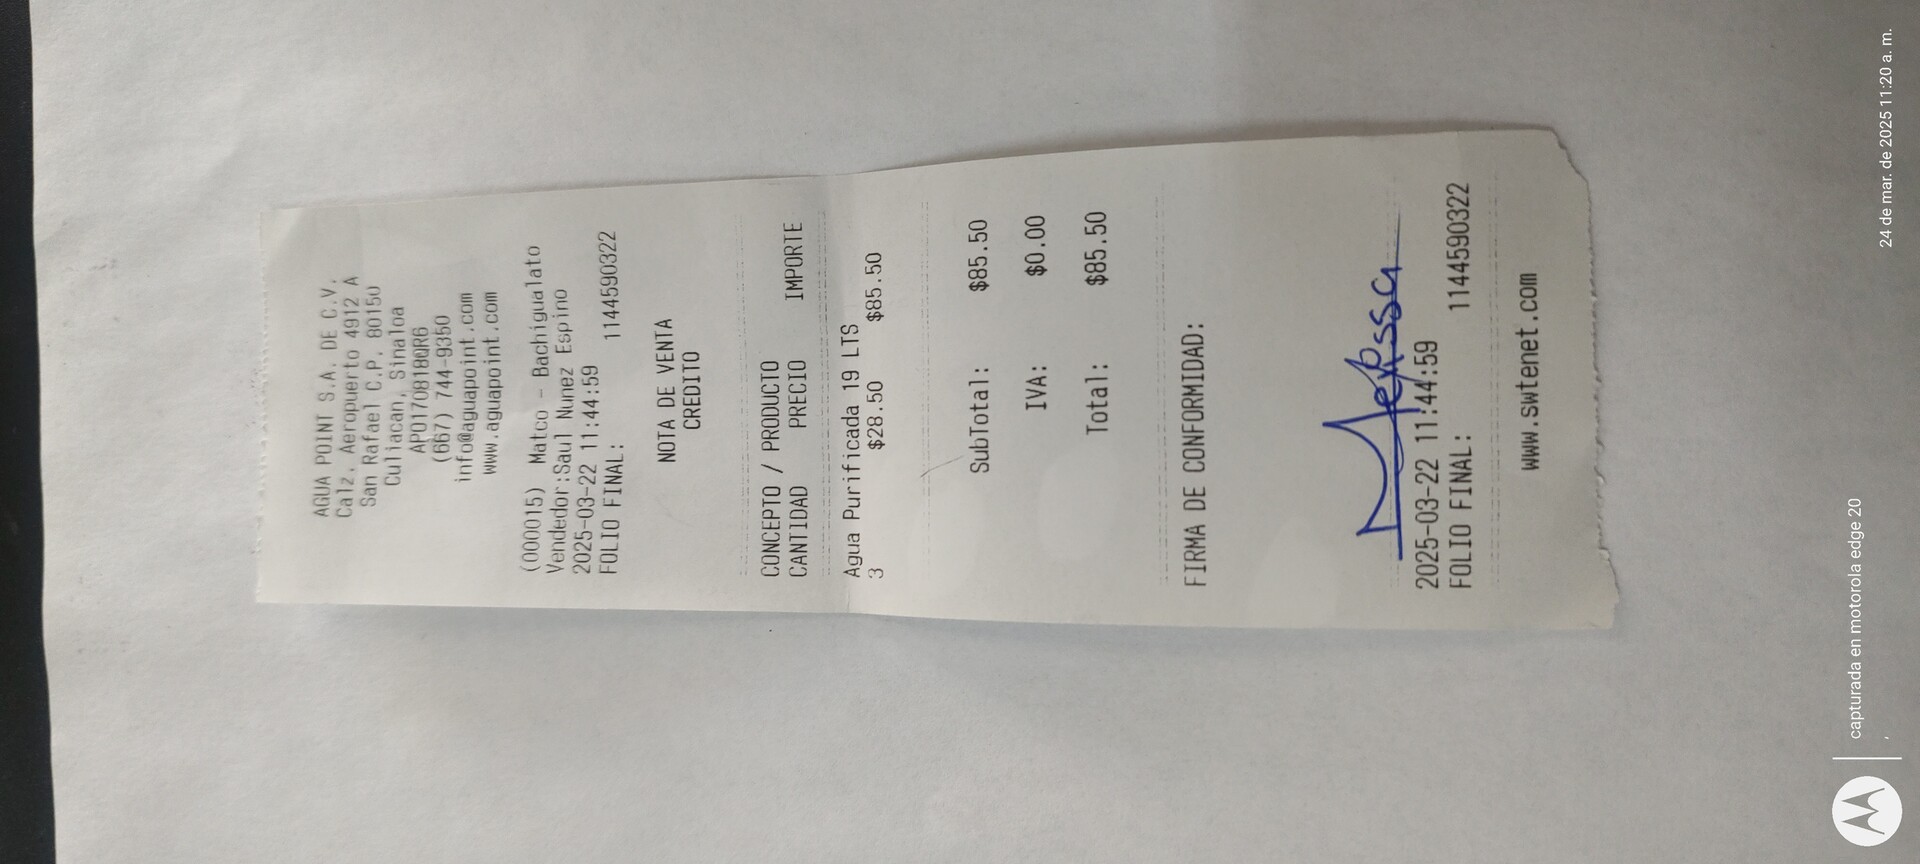 AGUA POINT S.A. DE C.V.
Calz. Aeropuerto 4912 A
San Rafael C.P. 80150
Culiacan, Sinaloa
APO170818QR6
(667) 744-9350
info@aguapoint.com
www.aguapoint.com
(000015) Matco - Bachigualato
Vendedor:Saul Nunez Espino
2025-03-22 11:44:59
FOLIO FINAL: 1144590322
NOTA DE VENTA
CREDITO
CONCEPTO / PRODUCTO
CANTIDAD PRECIO IMPORTE
Agua Purificada 19 LTS
3 $28.50 $85.50
SubTotal: $85.50
IVA: $0.00
Total: $85.50
FIRMA DE CONFORMIDAD:
2025-03-22 11:44:59
FOLIO FINAL: 1144590322
www.swtenet.com
capturada en motorola edge 20
24 de mar. de 2025 11:20 a. m.